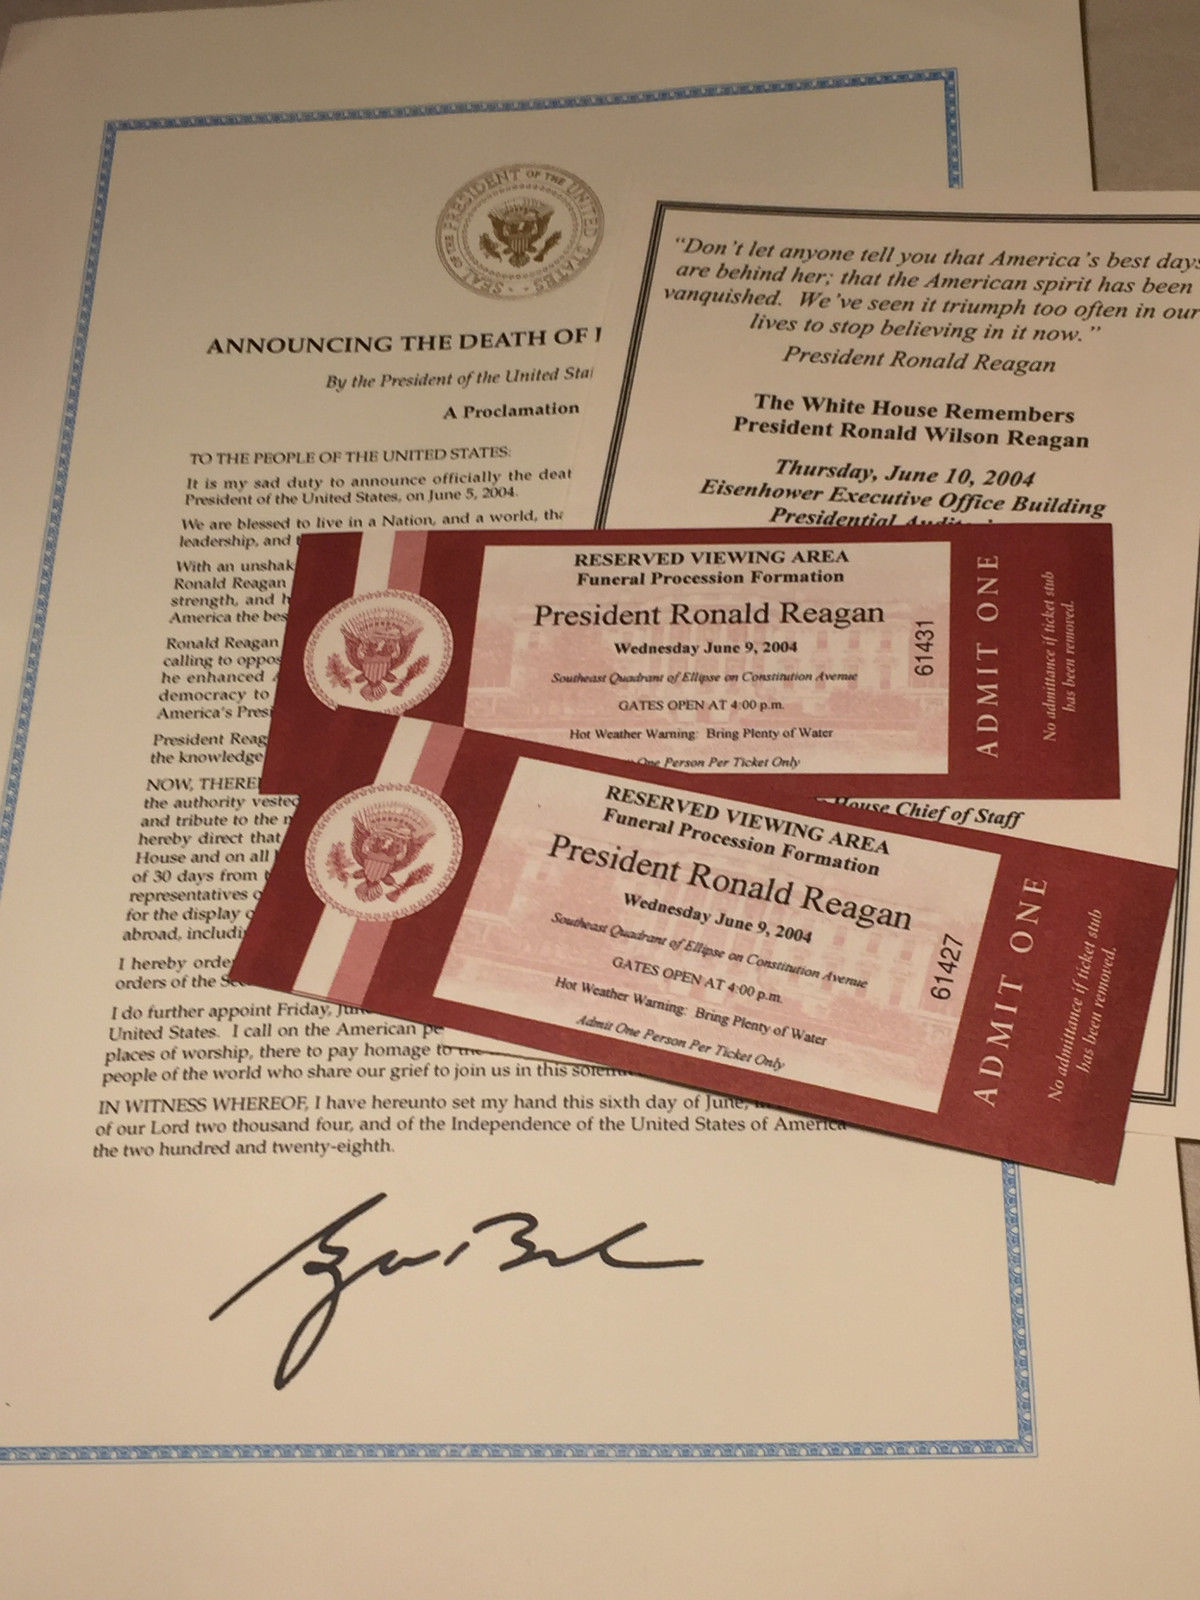 SEAL OF THE PRESIDENT OF THE UNITED STATES
ANNOUNCING THE DEATH OF
By the President of the United
A Proclamation
TO THE PEOPLE OF THE UNITED STATES:
It is my sad duty to announce officially the
President of the United States, on June 5, 2004.
We are blessed to live in a Nation, and a world,
leadership, and
With an unshak
Ronald Reagan
strength, and
America the bes
Ronald Reagan
calling to oppos
he enhanced
democracy to
America's Presi
President Reag
the knowledge
NOW, THERE
the authority vested
and tribute to the
hereby direct that
House and on all
of 30 days from
representatives
for the display
abroad, includi
I hereby orde
orders of the
I do further appoint Friday,
United States. I call on the American pe
places of worship, there to pay homage to
people of the world who share our grief to join us in this
IN WITNESS WHEREOF, I have hereunto set my hand this sixth day of June,
of our Lord two thousand four, and of the Independence of the United States of America
the two hundred and twenty-eighth.
"Don't let anyone tell you that America's best days
are behind her; that the American spirit has been
vanquished. We've seen it triumph too often in our
lives to stop believing in it now."
President Ronald Reagan
The White House Remembers
President Ronald Wilson Reagan
Thursday, June 10, 2004
Eisenhower Executive Office Building
Presidential
House Chief of Staff
RESERVED VIEWING AREA
Funeral Procession Formation
President Ronald Reagan
Wednesday June 9, 2004
Southeast Quadrant of Ellipse on Constitution Avenue
GATES OPEN AT 4:00 p.m.
Hot Weather Warning: Bring Plenty of Water
One Person Per Ticket Only
61431
ADMIT ONE
No admittance if ticket stub
has been removed.
RESERVED VIEWING AREA
Funeral Procession Formation
President Ronald Reagan
Wednesday June 9, 2004
Southeast Quadrant of Ellipse on Constitution Avenue
GATES OPEN AT 4:00 p.m.
Hot Weather Warning: Bring Plenty of Water
Admit One Person Per Ticket Only
61427
ADMIT ONE
No admittance if ticket stub
has been removed.